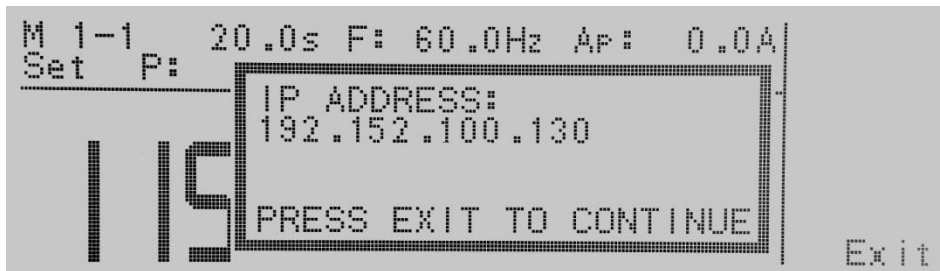 M 1-1 20.0s F: 60.0Hz Ap: 0.0A
Set P:
IP ADDRESS:
192.152.100.130
115
PRESS EXIT TO CONTINUE
Exit